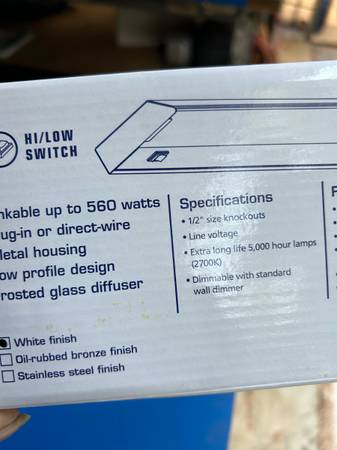 HI/LOW
SWITCH
nkable up to 560 watts
ug-in or direct-wire
etal housing
ow profile design
rosted glass diffuser
Specifications
• 1/2" size knockouts
• Line voltage
• Extra long life 5,000 hour lamps
(2700K)
• Dimmable with standard
wall dimmer
F
White finish
Oil-rubbed bronze finish
Stainless steel finish